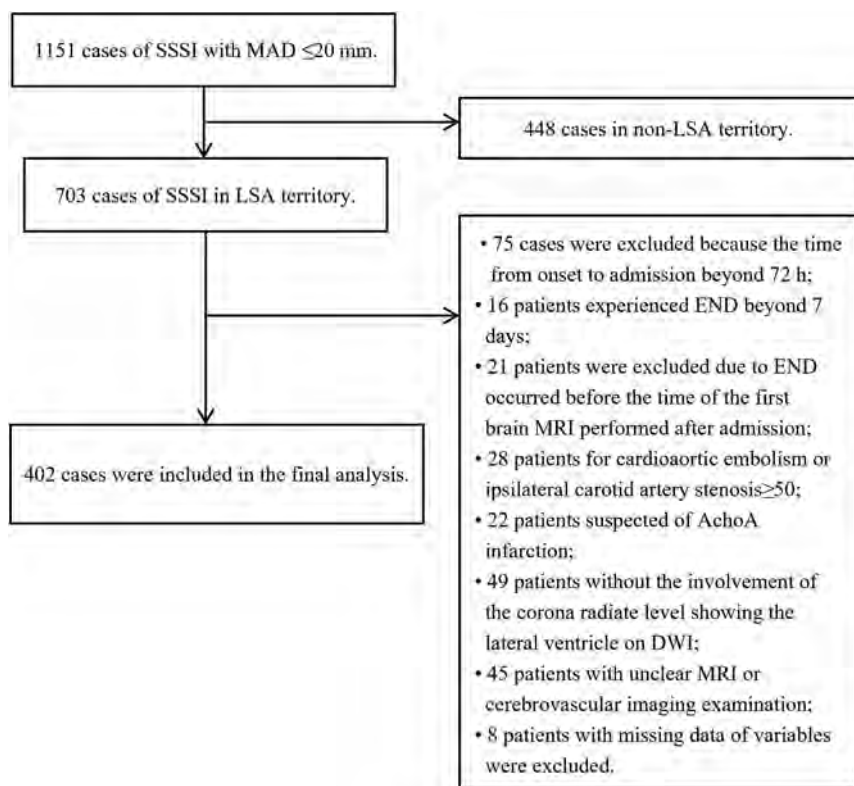 1151 cases of SSSI with MAD ≤20 mm.
448 cases in non-LSA territory.
703 cases of SSSI in LSA territory.
• 75 cases were excluded because the time
from onset to admission beyond 72 h;
• 16 patients experienced END beyond 7
days;
• 21 patients were excluded due to END
occurred before the time of the first
brain MRI performed after admission;
• 28 patients for cardioaortic embolism or
ipsilateral carotid artery stenosis≥50;
• 22 patients suspected of AchoA
infarction;
• 49 patients without the involvement of
the corona radiate level showing the
lateral ventricle on DWI;
• 45 patients with unclear MRI or
cerebrovascular imaging examination;
• 8 patients with missing data of variables
were excluded.
402 cases were included in the final analysis.